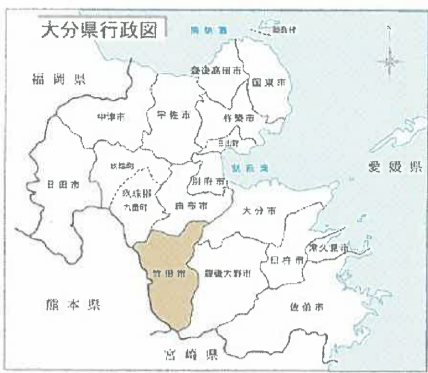 大分県行政図
姫島村
福岡県
豊後高田市
国東市
中津市
宇佐市
杵築市
日出町
玖珠町
別府湾
愛媛県
日田市
別府市
玖珠郡
九重町
由布市
大分市
津久見市
臼杵市
竹田市
豊後大野市
熊本県
佐伯市
宮崎県